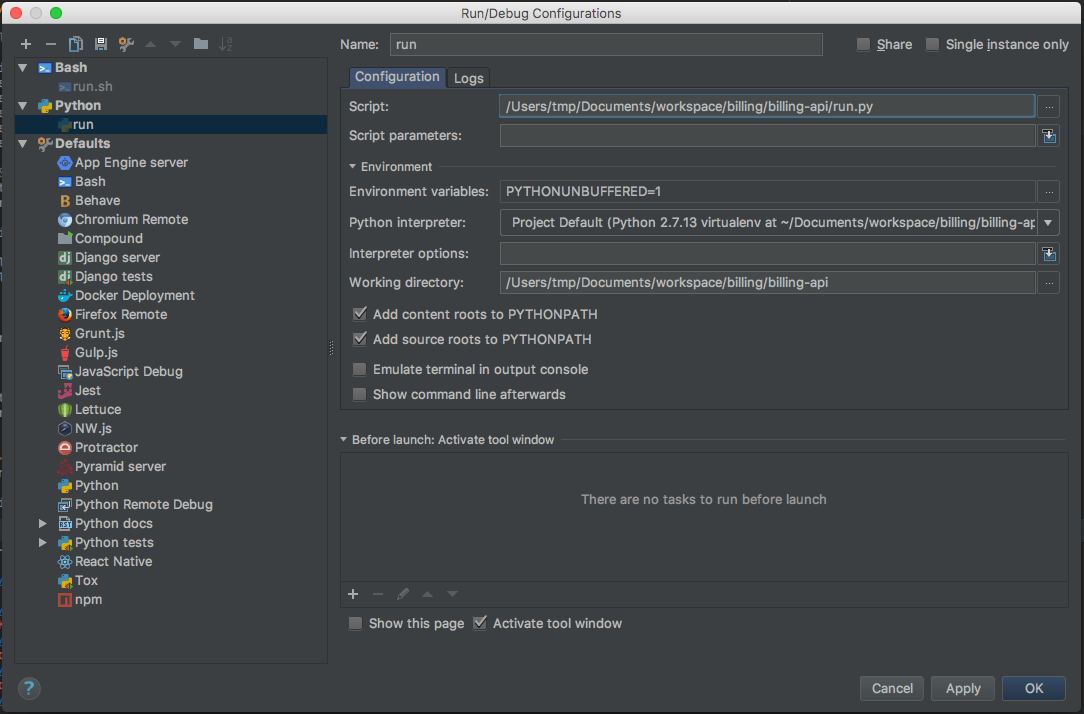 Run/Debug Configurations
Name: run Share Single instance only
Bash
run.sh
Python
run
Defaults
App Engine server
Bash
Behave
Chromium Remote
Compound
Django server
Django tests
Docker Deployment
Firefox Remote
Grunt.js
Gulp.js
JavaScript Debug
Jest
Lettuce
NW.js
Protractor
Pyramid server
Python
Python Remote Debug
Python docs
Python tests
React Native
Tox
npm
Configuration Logs
Script: /Users/tmp/Documents/workspace/billing/billing-api/run.py ...
Script parameters:
Environment
Environment variables: PYTHONUNBUFFERED=1 ...
Python interpreter: Project Default (Python 2.7.13 virtualenv at ~/Documents/workspace/billing/billing-ap
Interpreter options:
Working directory: /Users/tmp/Documents/workspace/billing/billing-api ...
Add content roots to PYTHONPATH
Add source roots to PYTHONPATH
Emulate terminal in output console
Show command line afterwards
Before launch: Activate tool window
There are no tasks to run before launch
Show this page Activate tool window
? Cancel Apply OK